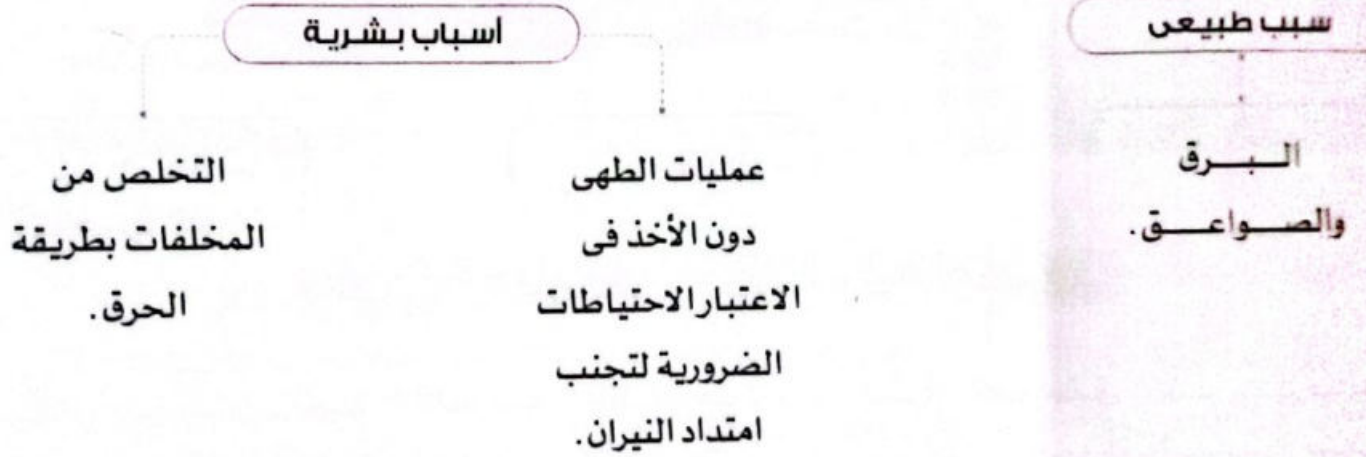 سبب طبيعى
البرق
والصواعق.
أسباب بشرية
عمليات الطهى
دون الأخذ فى
الاعتبار الاحتياطات
الضرورية لتجنب
امتداد النيران.
التخلص من
المخلفات بطريقة
الحرق.